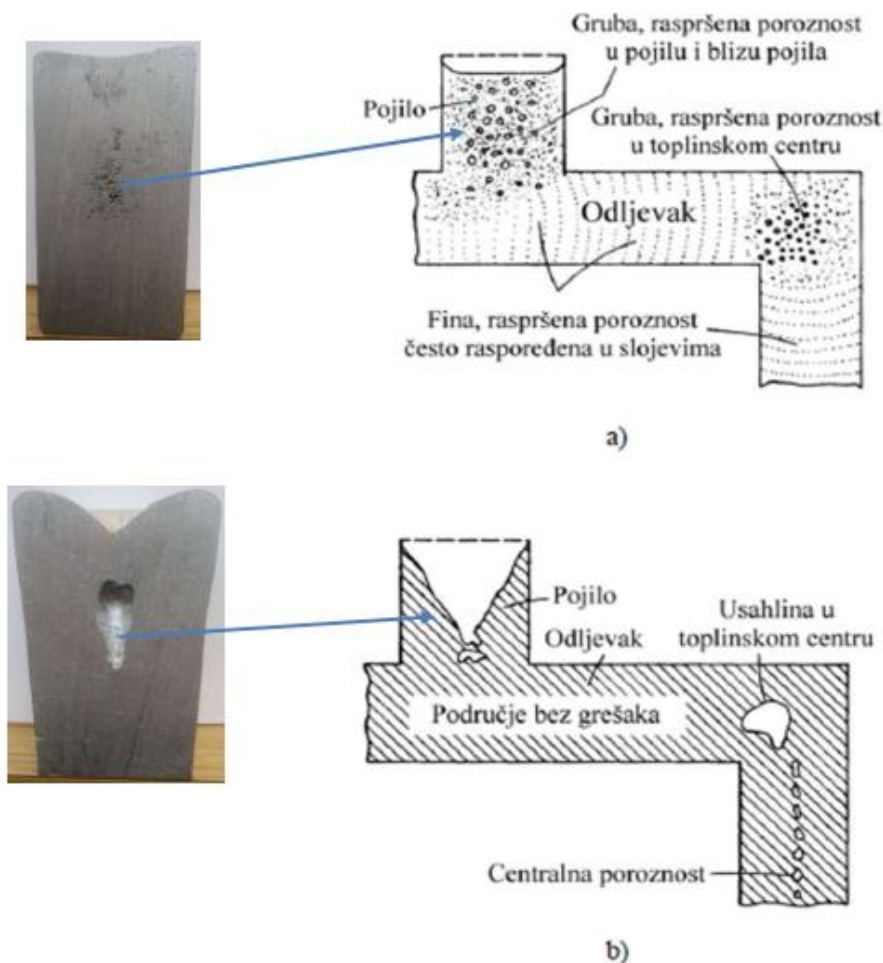 Gruba, raspršena poroznost
u pojilu i blizu pojila
Pojilo
Gruba, raspršena poroznost
u toplinskom centru
Odljevak
Fina, raspršena poroznost
često raspoređena u slojevima
a)
Pojilo
Usahlina u
toplinskom centru
Odljevak
Područje bez grešaka
Centralna poroznost
b)